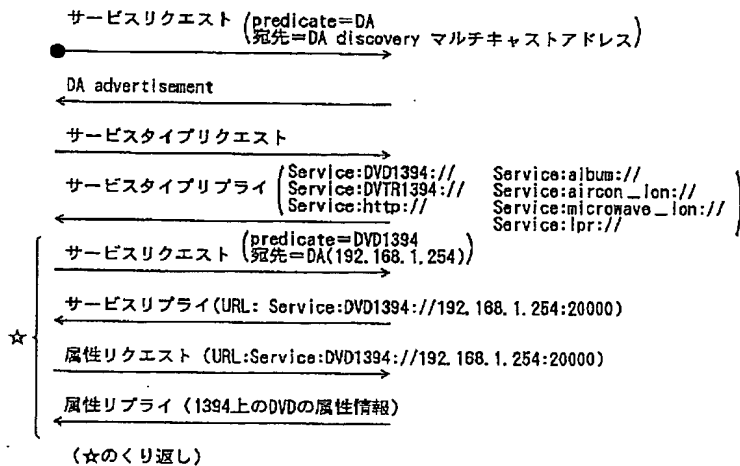 サービスリクエスト (predicate=DA
宛先=DA discovery マルチキャストアドレス)
DA advertisement
サービスタイプリクエスト
サービスタイプリプライ (Service:DVD1394:// Service:album://
Service:DVTR1394:// Service:aircon_lon://
Service:http:// Service:microwave_lon://
Service:lpr://)
サービスリクエスト (predicate=DVD1394
宛先=DA(192.168.1.254))
サービスリプライ(URL: Service:DVD1394://192.168.1.254:20000)
☆
属性リクエスト (URL:Service:DVD1394://192.168.1.254:20000)
属性リプライ (1394上のDVDの属性情報)
(☆のくり返し)